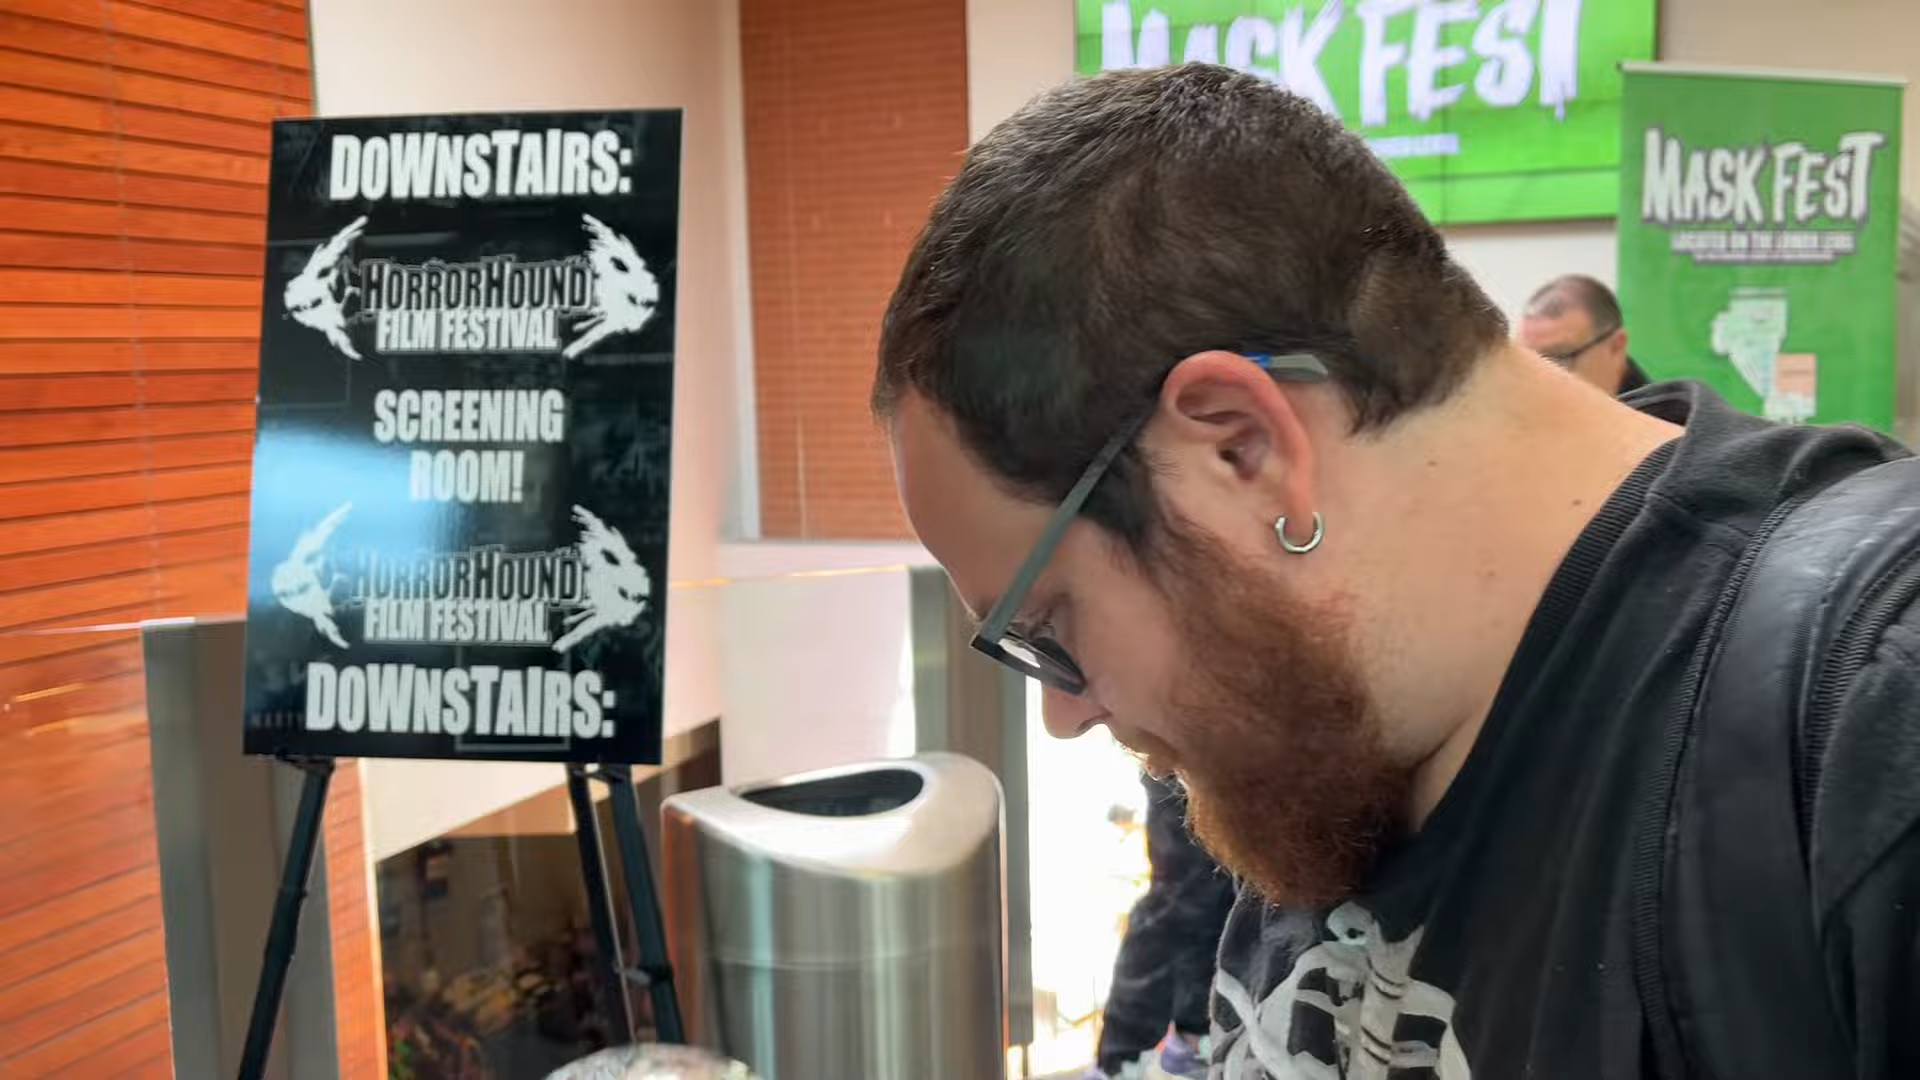 DOWNSTAIRS:
HORRORHOUND
FILM FESTIVAL
SCREENING
ROOM!
HORRORHOUND
FILM FESTIVAL
DOWNSTAIRS:
MASK FEST
MASK FEST
LOCATED ON THE LOWER LEVEL